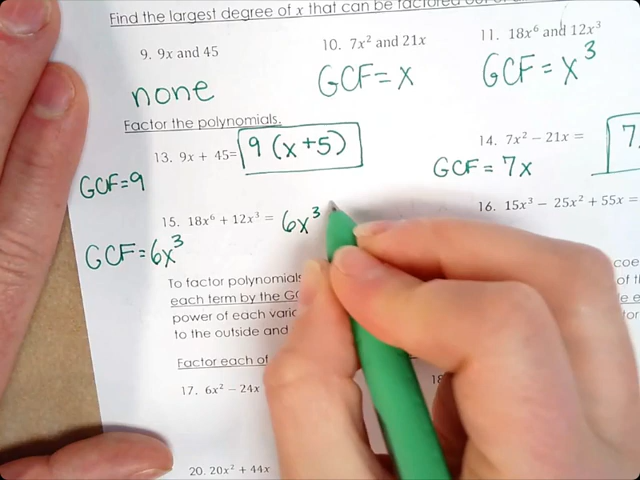 Find the largest degree of x that can be factored out of
9. 9x and 45
10. 7x² and 21x
11. 18x⁶ and 12x³
none
GCF = x
GCF = x³
Factor the polynomials.
13. 9x + 45 = 9 (x+5)
14. 7x² − 21x = 7
GCF=9
GCF = 7x
15. 18x⁶ + 12x³ = 6x³
16. 15x³ − 25x² + 55x =
GCF=6x³
To factor polynomials
each term by the
power of each
to the outside and
Factor each of
17. 6x² − 24x
18
20. 20x² + 44x